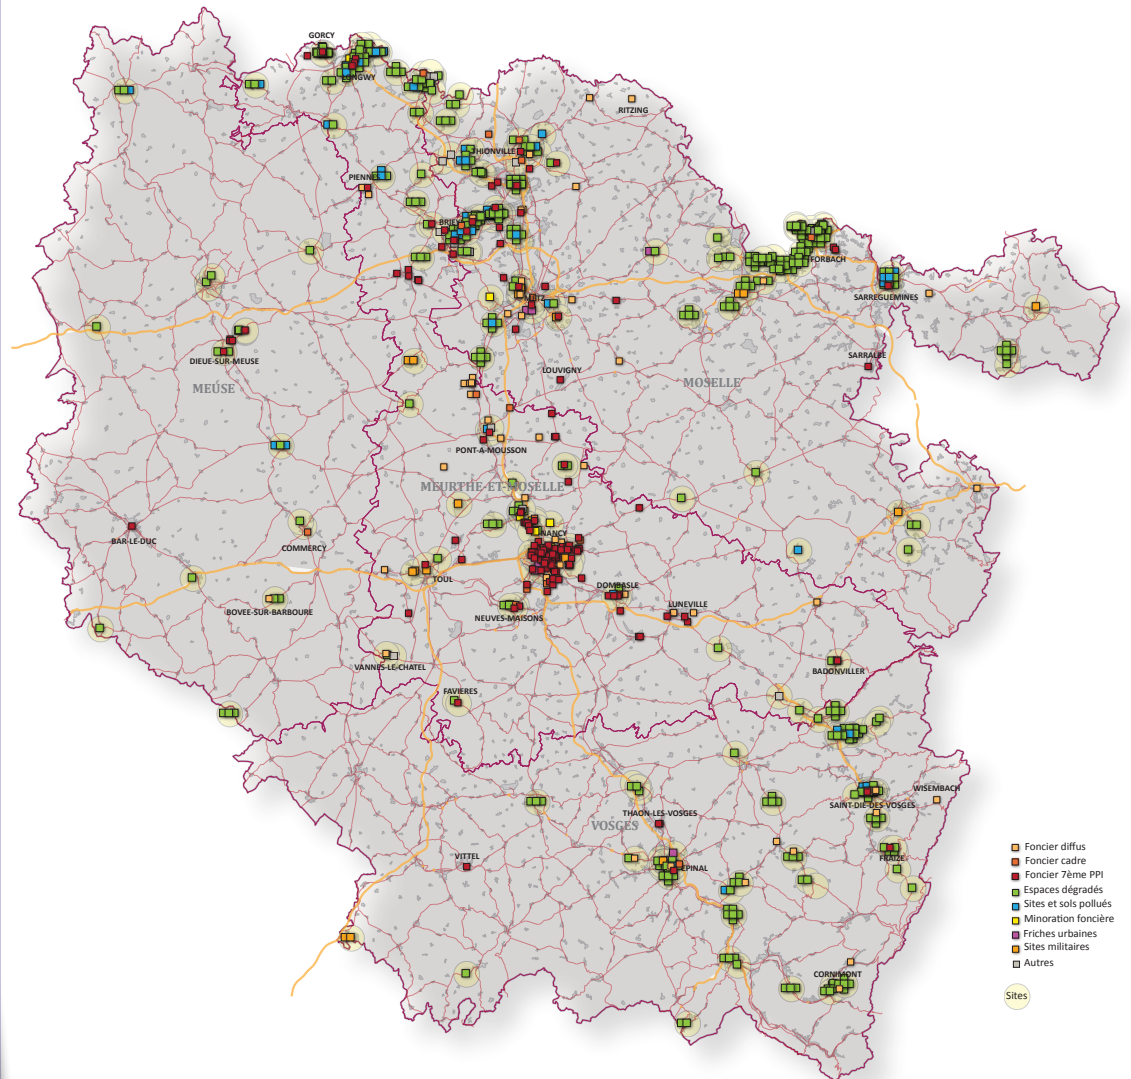 GORCY
LONGWY
RITZING
THIONVILLE
PIENNES
BRIEY
FORBACH
METZ
SARREGUEMINES
DIEUE-SUR-MEUSE
SARRALBE
LOUVIGNY
MEUSE
MOSELLE
PONT-A-MOUSSON
MEURTHE-ET-MOSELLE
BAR-LE-DUC
NANCY
COMMERCY
TOUL
DOMBASLE
BOVEE-SUR-BARBOURE
LUNEVILLE
NEUVES-MAISONS
VANNES-LE-CHATEL
BADONVILLER
FAVIERES
WISEMBACH
SAINT-DIE-DES-VOSGES
THAON-LES-VOSGES
VOSGES
VITTEL
FRAIZE
EPINAL
CORNIMONT
Foncier diffus
Foncier cadre
Foncier 7ème PPI
Espaces dégradés
Sites et sols pollués
Minoration foncière
Friches urbaines
Sites militaires
Autres
Sites